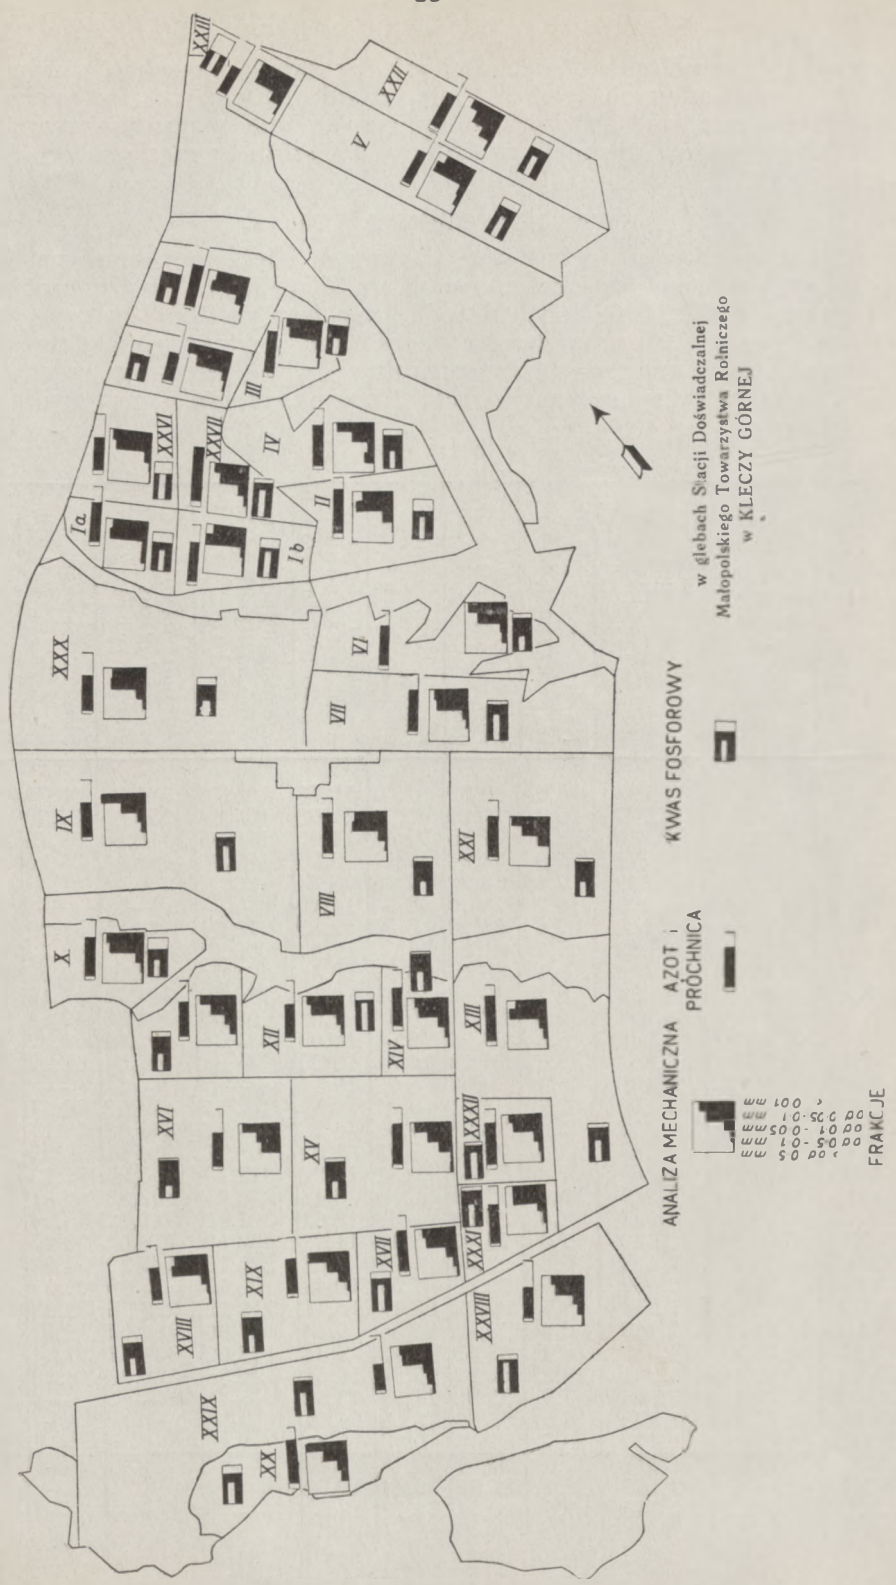 XXIII
XXII
V
III
XXVI
XXVII
IV
Ia
II
Ib
XXX
VI
VII
IX
VIII
XXI
X
XII
XIV
XIII
XVI
XV
XXXII
XXXI
XVIII
XIX
XVII
XXVIII
XXIX
XX
w glebach Stacji Doświadczalnej
Małopolskiego Towarzystwa Rolniczego
w KLECZY GÓRNEJ
KWAS FOSFOROWY
AZOT i
PRÓCHNICA
ANALIZA MECHANICZNA
FRAKCJE